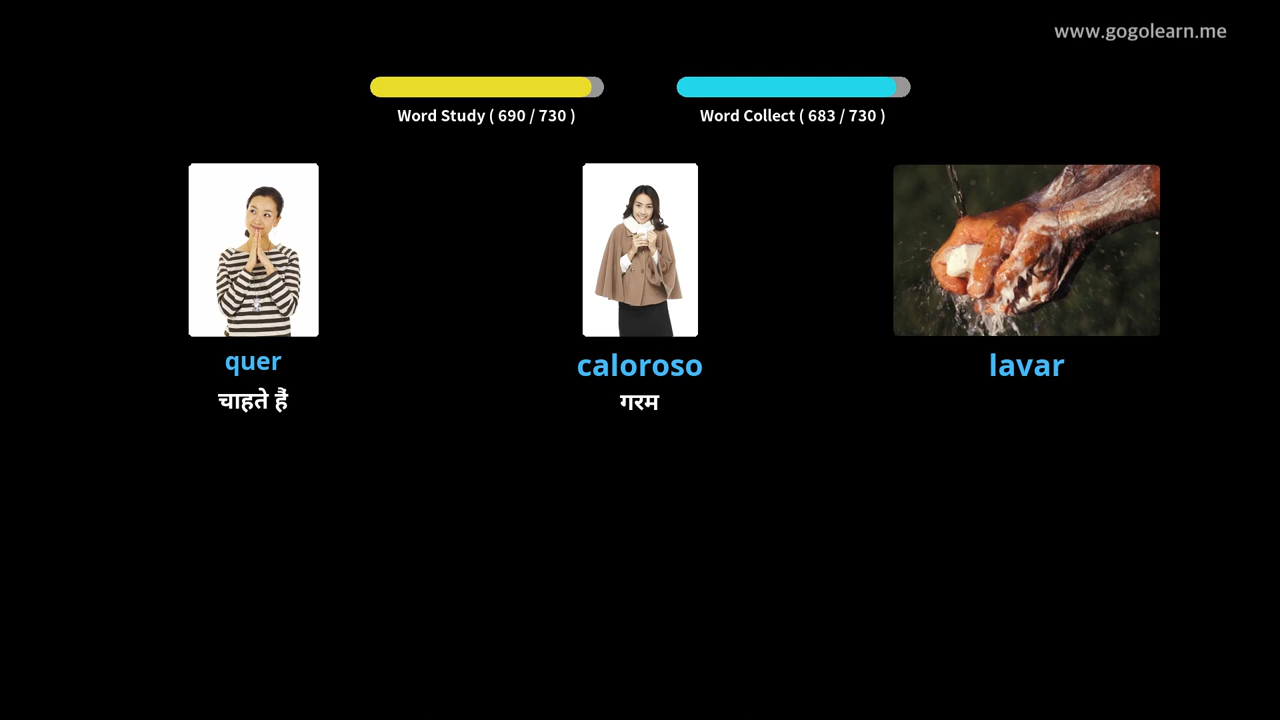 www.gogolearn.me
Word Study ( 690 / 730 )
Word Collect ( 683 / 730 )
quer
caloroso
lavar
चाहते हैं
गरम